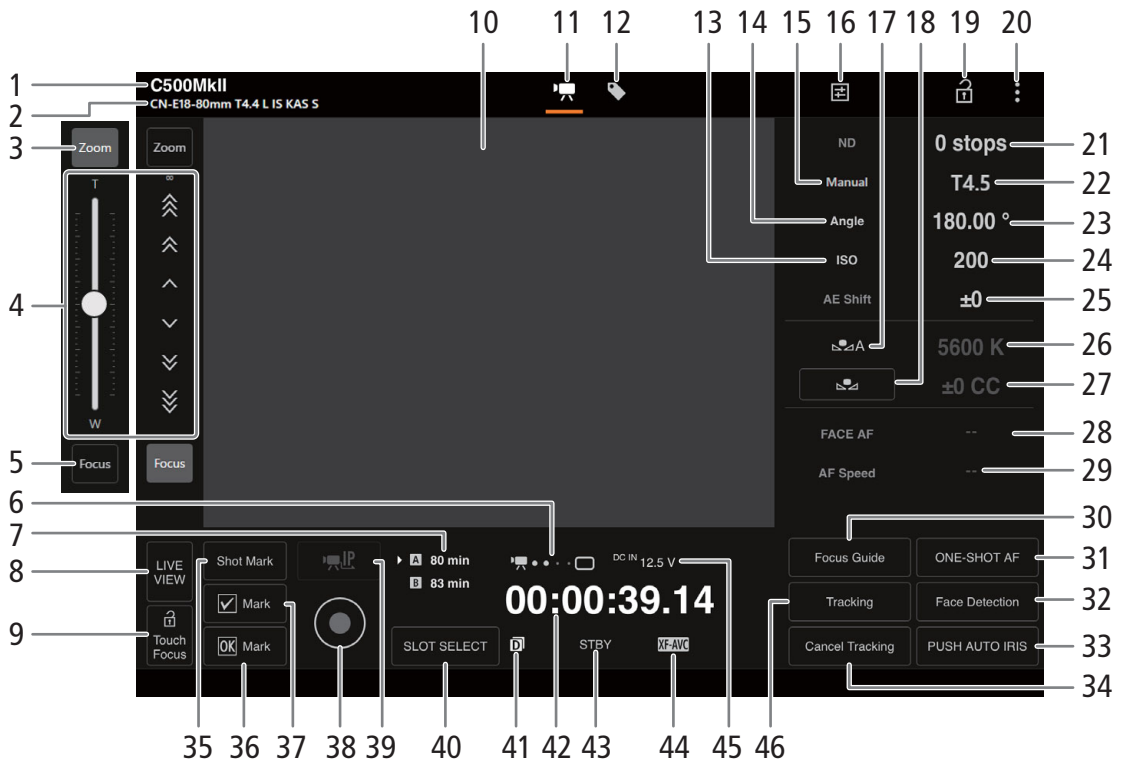 10 11 12 13 14 15 16 17 18 19 20
1 C500MkII
2 CN-E18-80mm T4.4 L IS KAS S
3 Zoom Zoom
ND 0 stops 21
T ∞
Manual T4.5 22
Angle 180.00 ° 23
ISO 200 24
4
AE Shift ±0 25
A 5600 K 26
±0 CC 27
W
FACE AF -- 28
5 Focus Focus
AF Speed -- 29
6
7
30
8 LIVE VIEW Shot Mark IP A 80 min DC IN 12.5 V Focus Guide ONE-SHOT AF 31
B 83 min
Mark 00:00:39.14 Tracking Face Detection 32
9 Touch Focus OK Mark SLOT SELECT D STBY XF-AVC Cancel Tracking PUSH AUTO IRIS 33
34
35 36 37 38 39 40 41 42 43 44 45 46